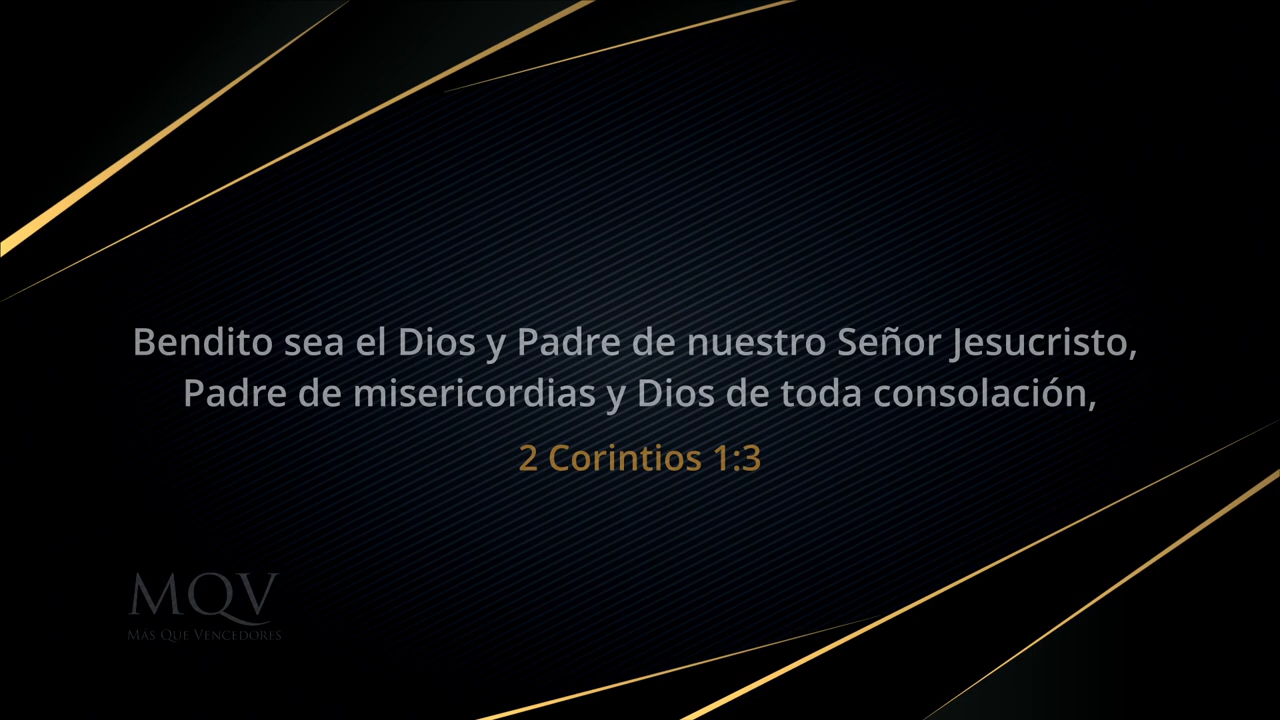 Bendito sea el Dios y Padre de nuestro Señor Jesucristo,
Padre de misericordias y Dios de toda consolación,
2 Corintios 1:3
MQV
Más Que Vencedores